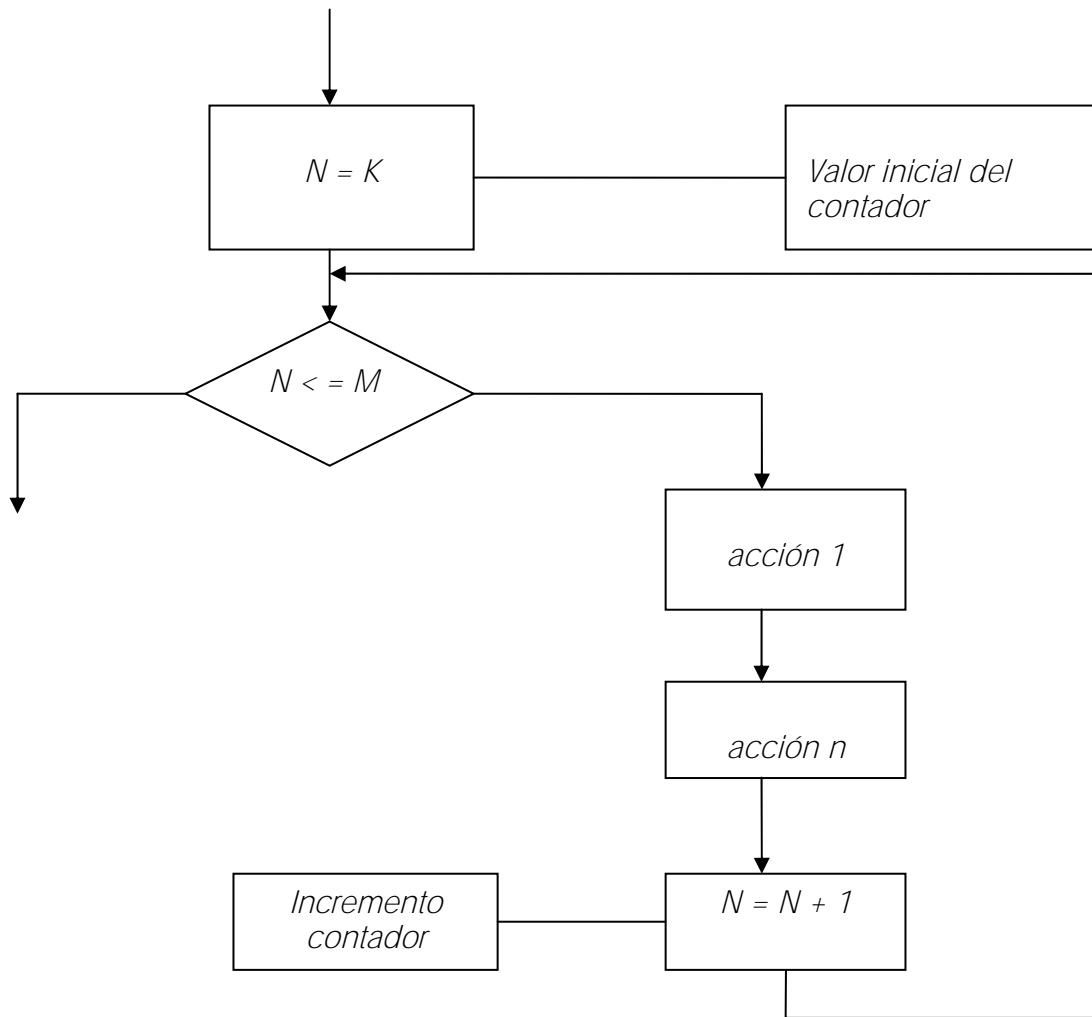 N = K
Valor inicial del
contador
N < = M
acción 1
acción n
Incremento
contador
N = N + 1